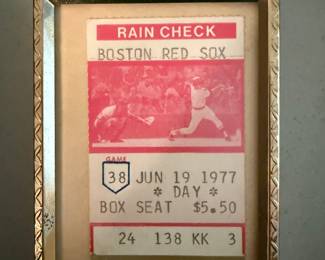 RAIN CHECK
BOSTON RED SOX
GAME
38 JUN 19 1977
* DAY *
BOX SEAT $5.50
24 138 KK 3